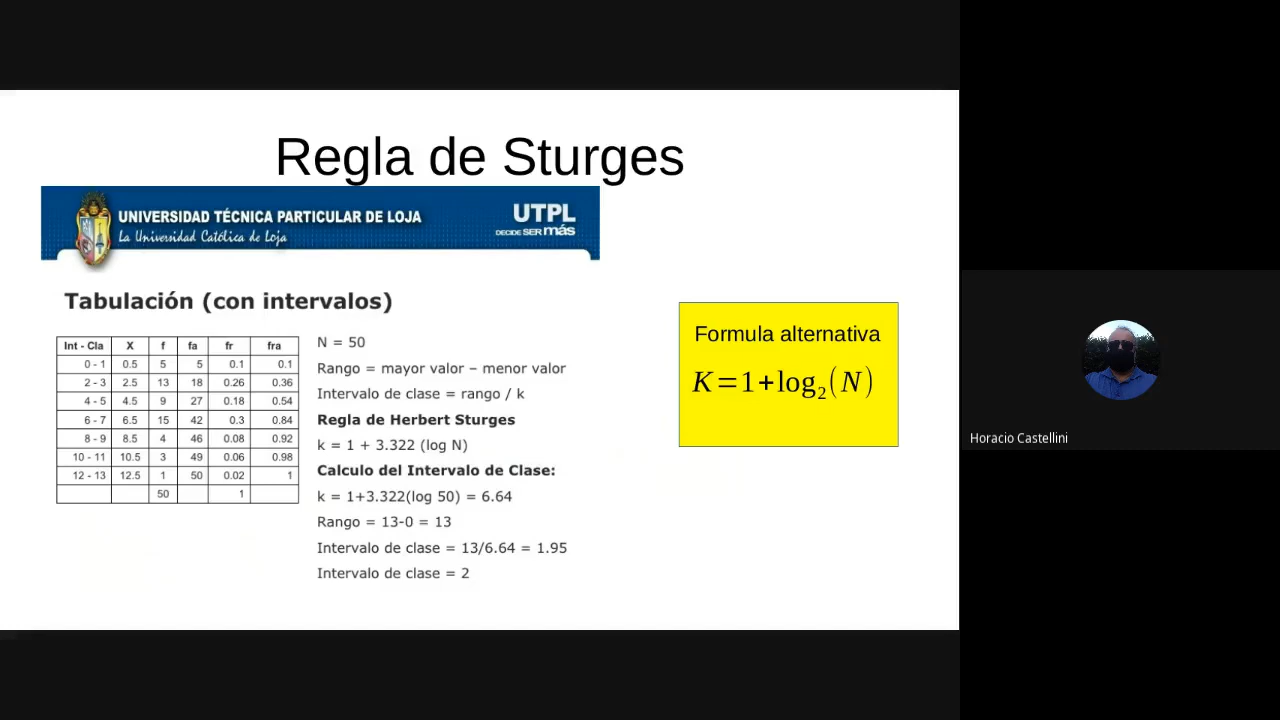 Regla de Sturges
UNIVERSIDAD TÉCNICA PARTICULAR DE LOJA
La Universidad Católica de Loja
UTPL
DECIDE SER más
Tabulación (con intervalos)
Int - Cla X f fa fr fra
0 - 1 0.5 5 5 0.1 0.1
2 - 3 2.5 13 18 0.26 0.36
4 - 5 4.5 9 27 0.18 0.54
6 - 7 6.5 15 42 0.3 0.84
8 - 9 8.5 4 46 0.08 0.92
10 - 11 10.5 3 49 0.06 0.98
12 - 13 12.5 1 50 0.02 1
50 1
N = 50
Rango = mayor valor – menor valor
Intervalo de clase = rango / k
Regla de Herbert Sturges
k = 1 + 3.322 (log N)
Calculo del Intervalo de Clase:
k = 1+3.322(log 50) = 6.64
Rango = 13-0 = 13
Intervalo de clase = 13/6.64 = 1.95
Intervalo de clase = 2
Formula alternativa
K=1+log₂(N)
Horacio Castellini